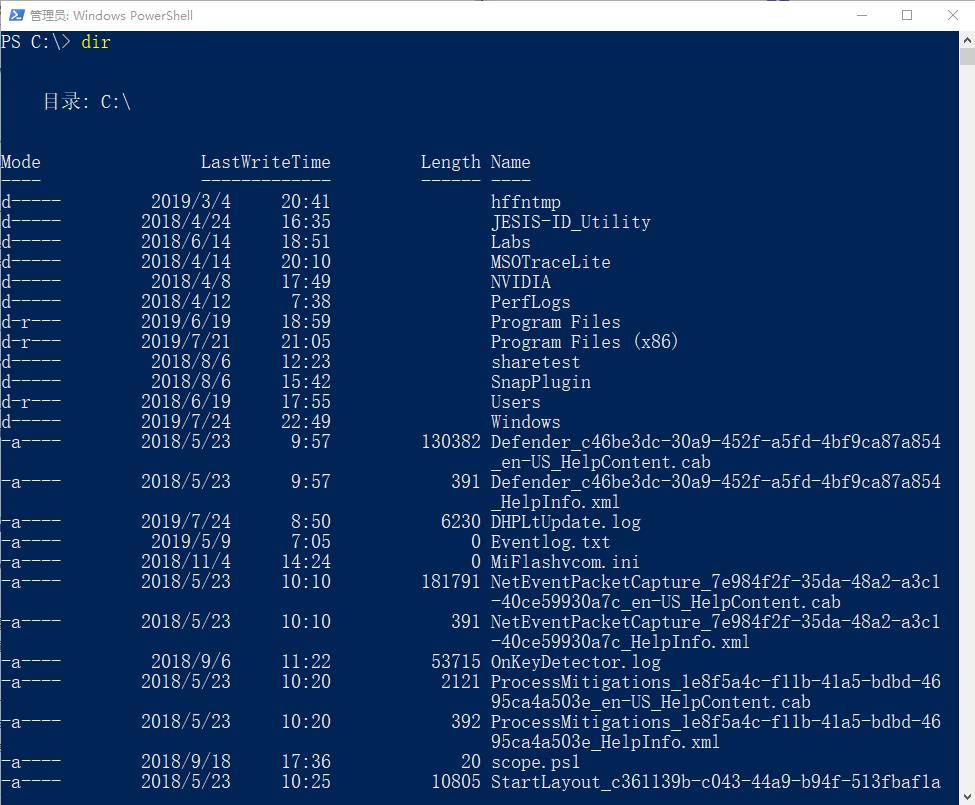 管理员: Windows PowerShell
PS C:\> dir
目录: C:\
Mode                LastWriteTime         Length Name
----                -------------         ------ ----
d-----         2019/3/4     20:41                hffntmp
d-----        2018/4/24     16:35                JESIS-ID_Utility
d-----        2018/6/14     18:51                Labs
d-----        2018/4/14     20:10                MSOTraceLite
d-----         2018/4/8     17:49                NVIDIA
d-----        2018/4/12      7:38                PerfLogs
d-r---        2019/6/19     18:59                Program Files
d-r---        2019/7/21     21:05                Program Files (x86)
d-----         2018/8/6     12:23                sharetest
d-----         2018/8/6     15:42                SnapPlugin
d-r---        2018/6/19     17:55                Users
d-----        2019/7/24     22:49                Windows
-a----        2018/5/23      9:57         130382 Defender_c46be3dc-30a9-452f-a5fd-4bf9ca87a854
_en-US_HelpContent.cab
-a----        2018/5/23      9:57            391 Defender_c46be3dc-30a9-452f-a5fd-4bf9ca87a854
_HelpInfo.xml
-a----        2019/7/24      8:50           6230 DHPLtUpdate.log
-a----         2019/5/9      7:05              0 Eventlog.txt
-a----        2018/11/4     14:24              0 MiFlashvcom.ini
-a----        2018/5/23     10:10         181791 NetEventPacketCapture_7e984f2f-35da-48a2-a3c1
-40ce59930a7c_en-US_HelpContent.cab
-a----        2018/5/23     10:10            391 NetEventPacketCapture_7e984f2f-35da-48a2-a3c1
-40ce59930a7c_HelpInfo.xml
-a----         2018/9/6     11:22          53715 OnKeyDetector.log
-a----        2018/5/23     10:20           2121 ProcessMitigations_1e8f5a4c-f11b-41a5-bdbd-46
95ca4a503e_en-US_HelpContent.cab
-a----        2018/5/23     10:20            392 ProcessMitigations_1e8f5a4c-f11b-41a5-bdbd-46
95ca4a503e_HelpInfo.xml
-a----        2018/9/18     17:36             20 scope.ps1
-a----        2018/5/23     10:25          10805 StartLayout_c361139b-c043-44a9-b94f-513fbaf1a